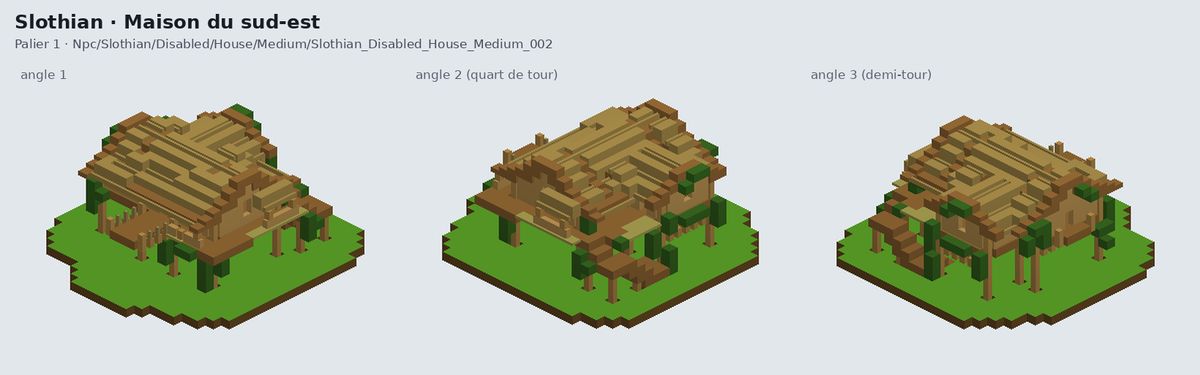 Slothian · Maison du sud-est
Palier 1 · Npc/Slothian/Disabled/House/Medium/Slothian_Disabled_House_Medium_002
angle 1
angle 2 (quart de tour)
angle 3 (demi-tour)